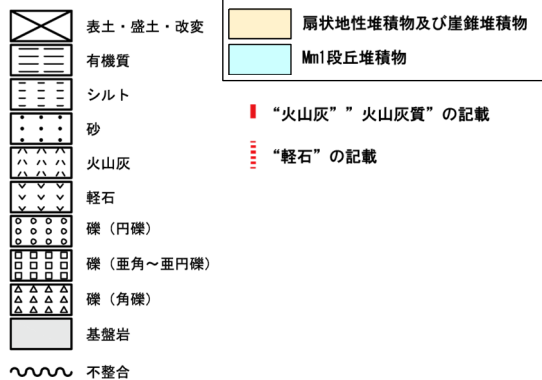 表土・盛土・改変
有機質
シルト
砂
火山灰
軽石
礫（円礫）
礫（亜角～亜円礫）
礫（角礫）
基盤岩
不整合
扇状地性堆積物及び崖錐堆積物
Mm1段丘堆積物
“火山灰””火山灰質”の記載
“軽石”の記載